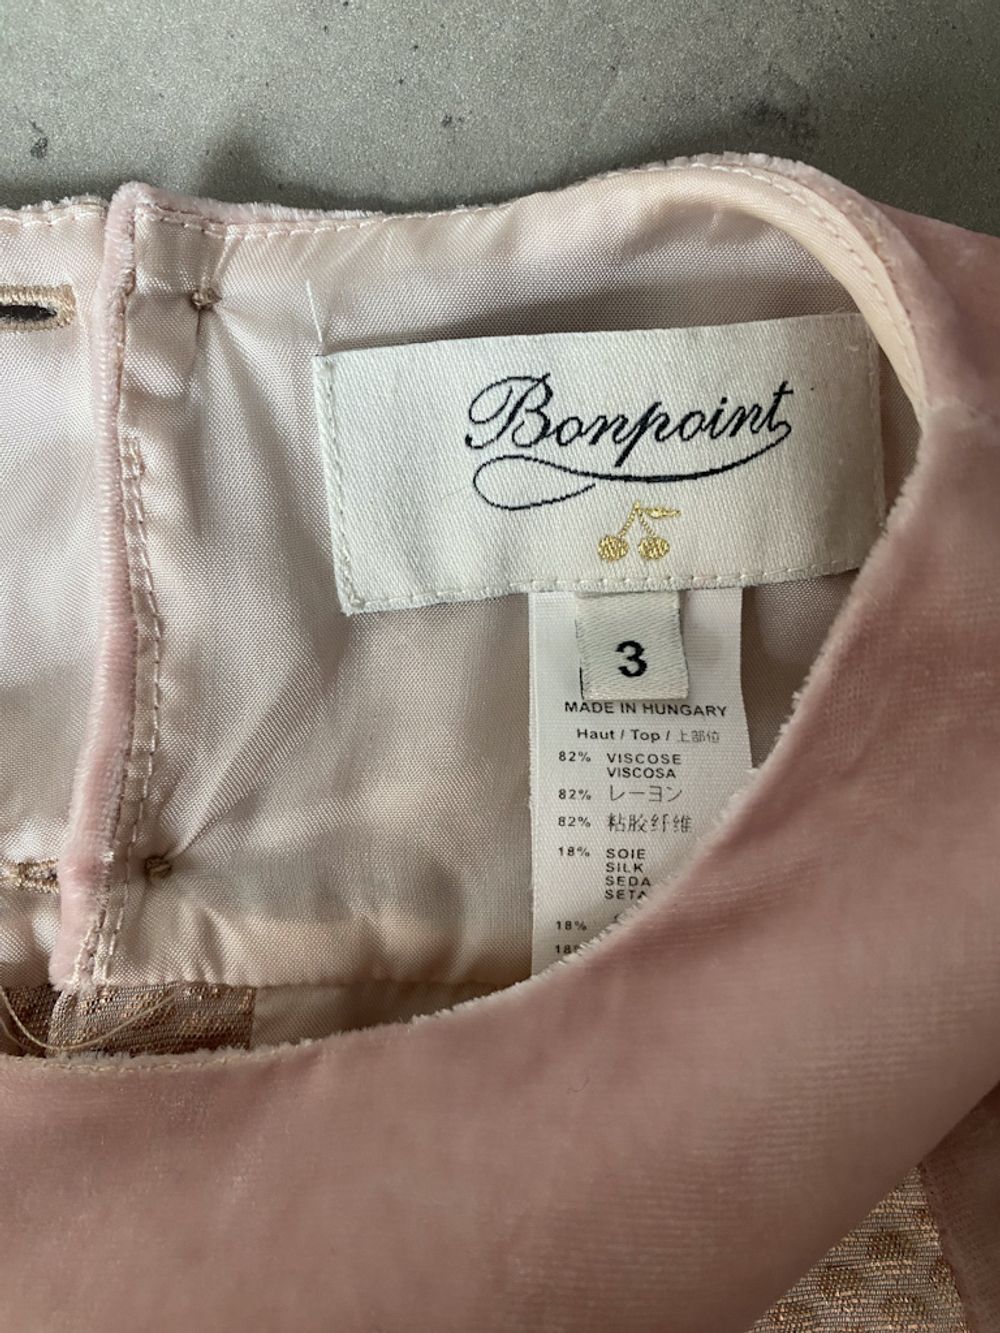 Bonpoint
3
MADE IN HUNGARY
Haut / Top / 上部位
82% VISCOSE
VISCOSA
82% レーヨン
82% 粘胶纤维
18% SOIE
SILK
SEDA
SETA
18%
18%